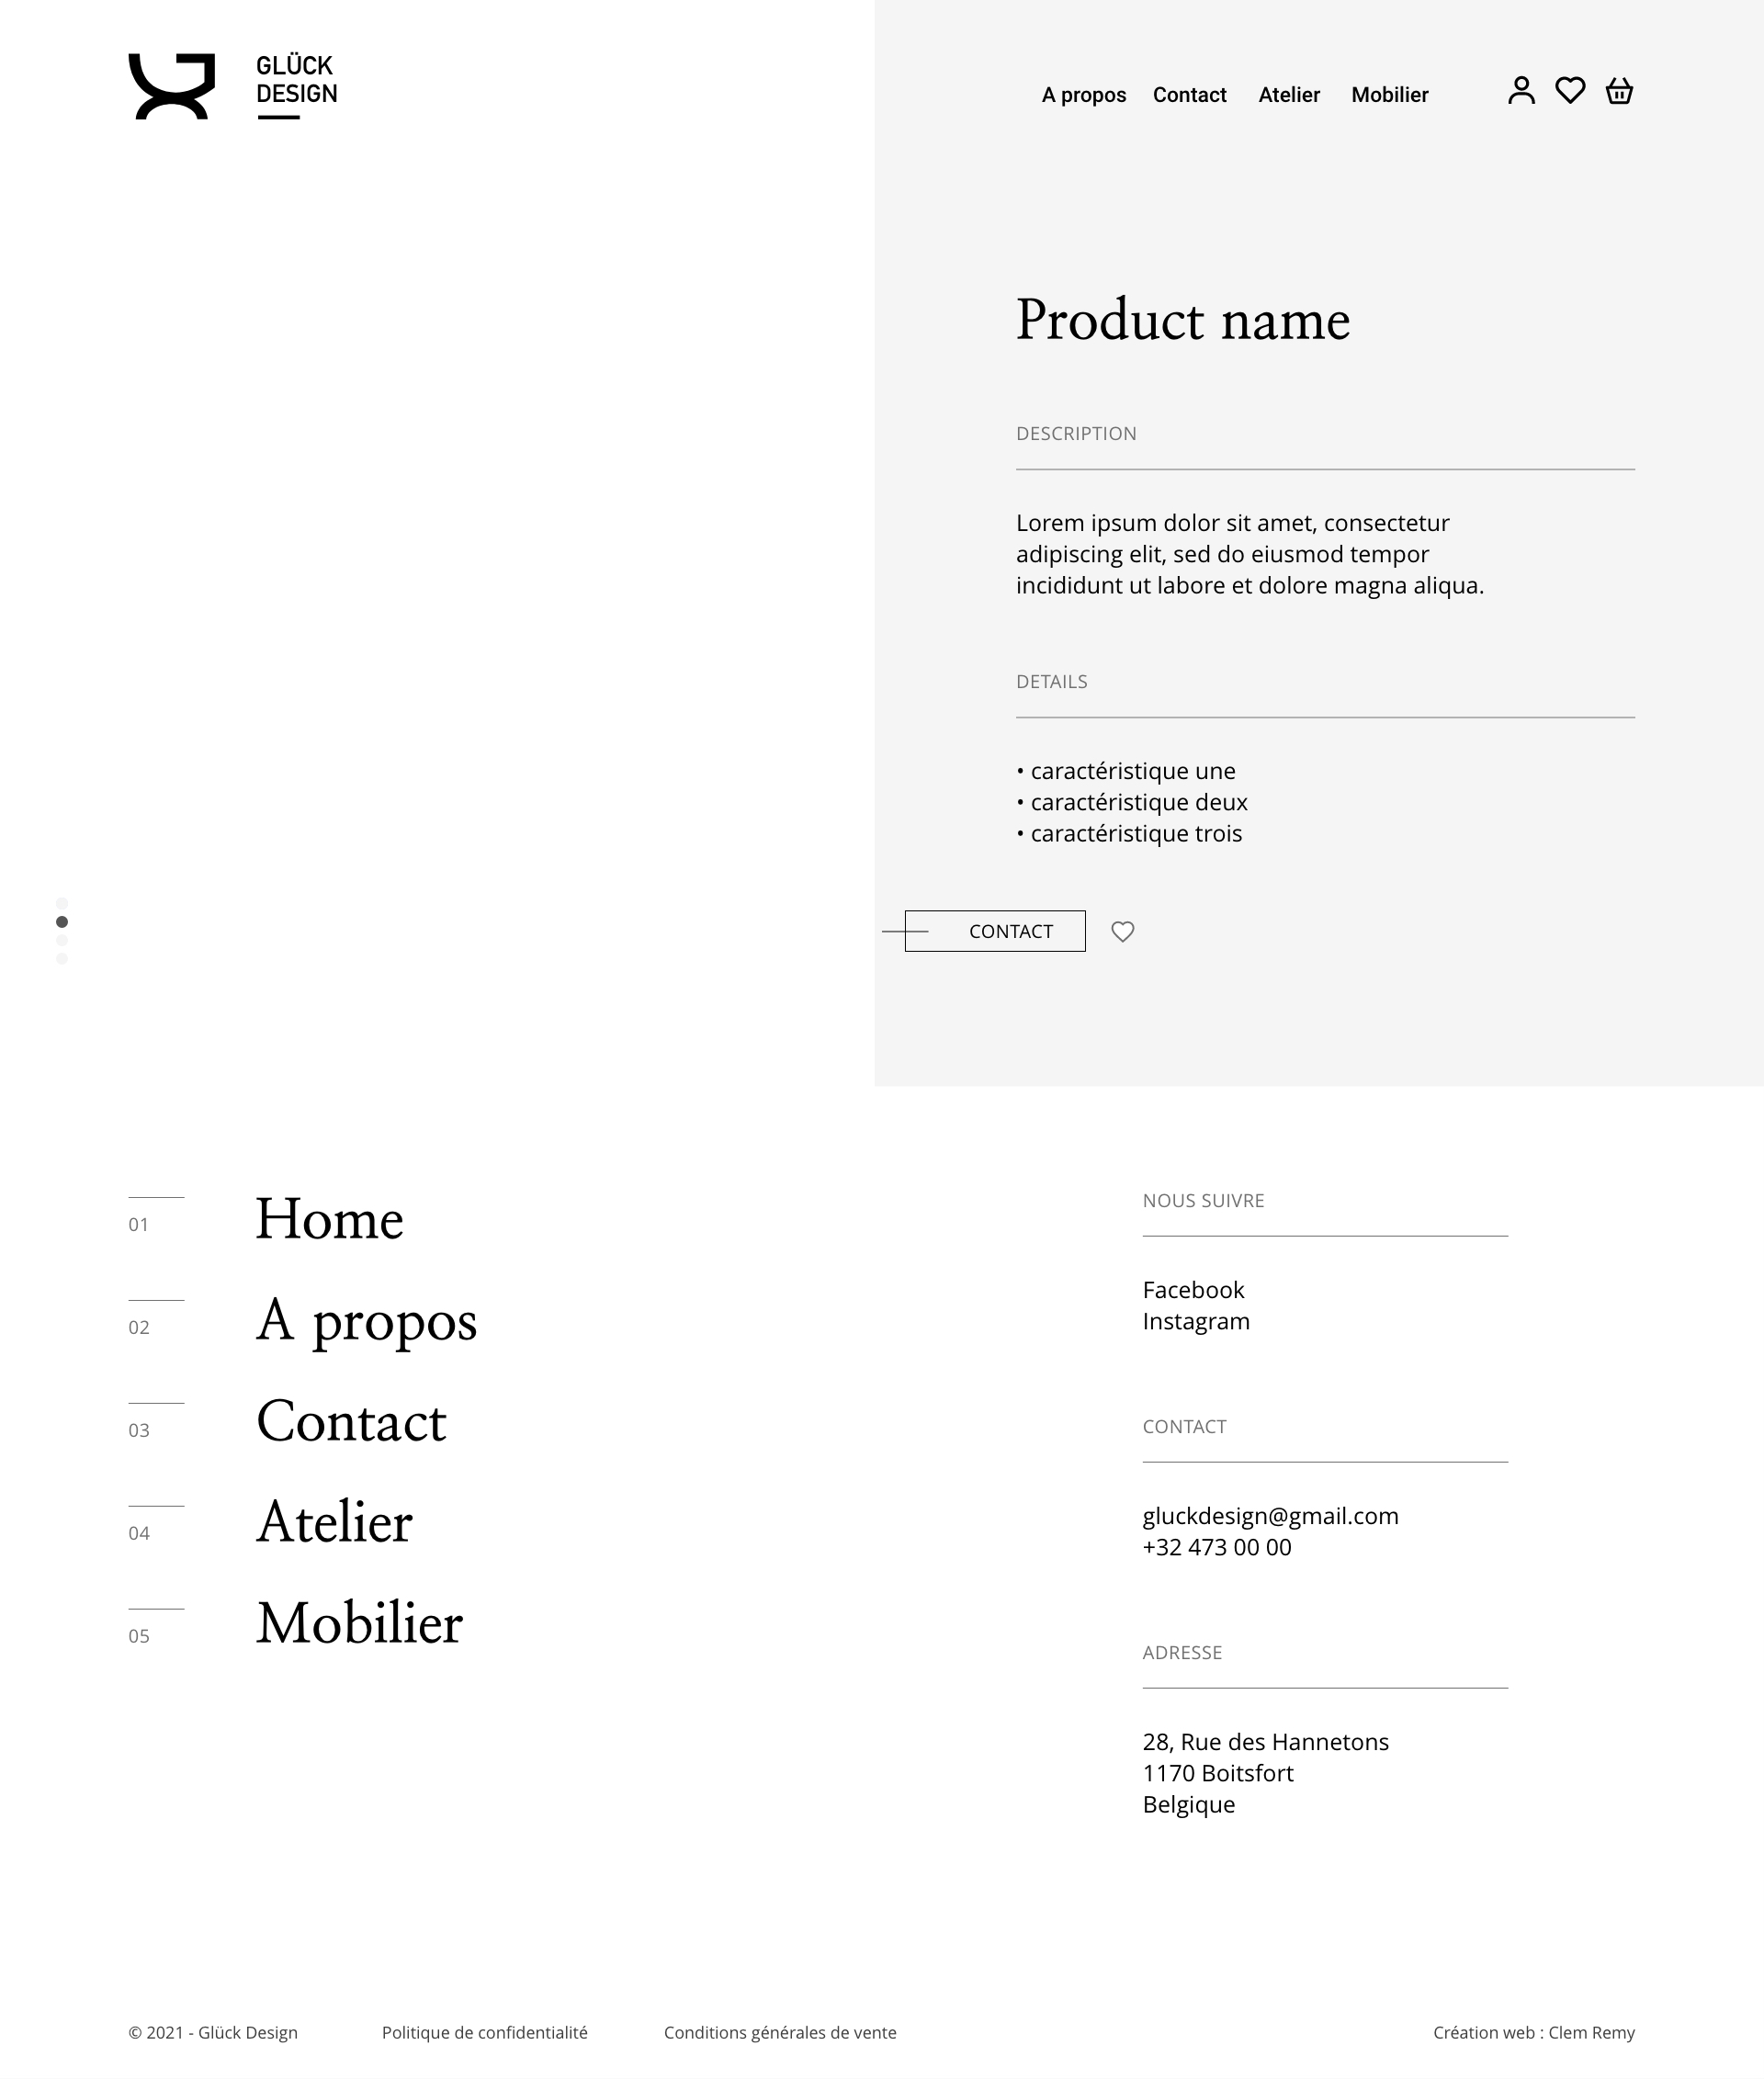 GLÜCK
DESIGN
A propos Contact Atelier Mobilier
Product name
DESCRIPTION
Lorem ipsum dolor sit amet, consectetur
adipiscing elit, sed do eiusmod tempor
incididunt ut labore et dolore magna aliqua.
DETAILS
• caractéristique une
• caractéristique deux
• caractéristique trois
CONTACT
01 Home
02 A propos
03 Contact
04 Atelier
05 Mobilier
NOUS SUIVRE
Facebook
Instagram
CONTACT
gluckdesign@gmail.com
+32 473 00 00
ADRESSE
28, Rue des Hannetons
1170 Boitsfort
Belgique
© 2021 - Glück Design Politique de confidentialité Conditions générales de vente Création web : Clem Remy